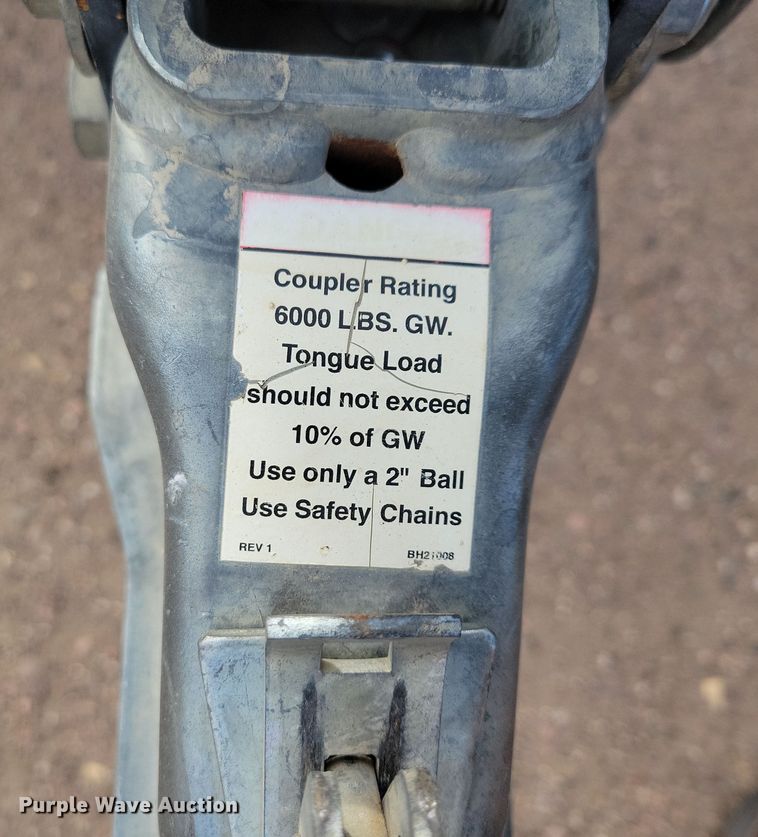 Coupler Rating
6000 LBS. GW.
Tongue Load
should not exceed
10% of GW
Use only a 2" Ball
Use Safety Chains
REV 1
BH21008
Purple Wave Auction